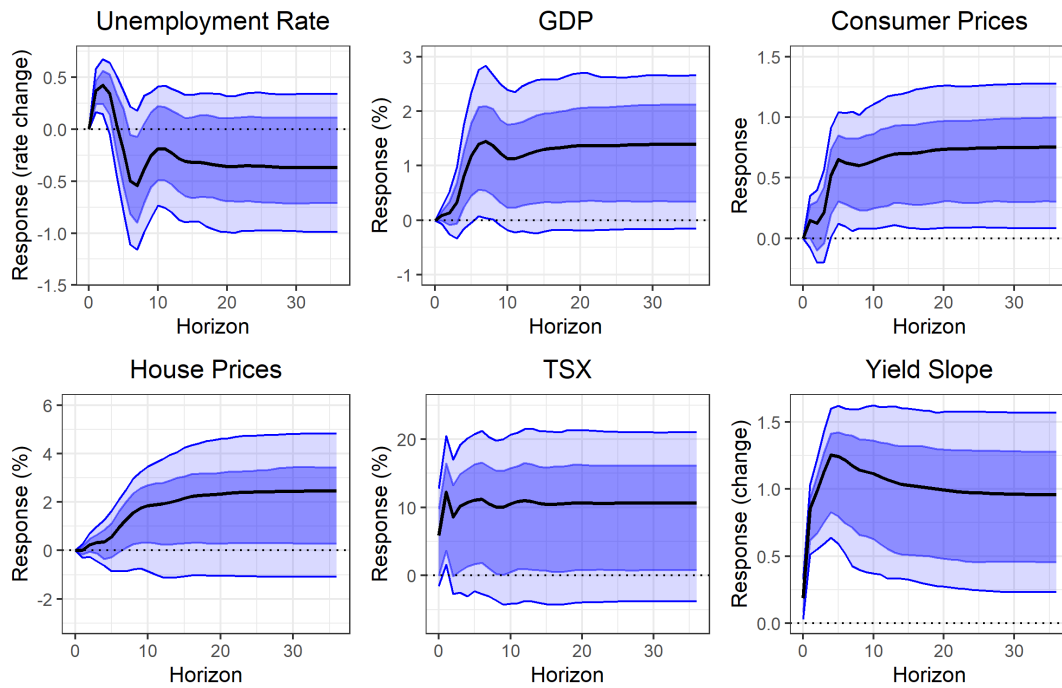 Unemployment Rate
Response (rate change)
0.5
0.0
-0.5
-1.0
-1.5
0 10 20 30
Horizon
GDP
Response (%)
3
2
1
0
-1
0 10 20 30
Horizon
Consumer Prices
Response
1.5
1.0
0.5
0.0
0 10 20 30
Horizon
House Prices
Response (%)
6
4
2
0
-2
0 10 20 30
Horizon
TSX
Response (%)
20
10
0
0 10 20 30
Horizon
Yield Slope
Response (change)
1.5
1.0
0.5
0.0
0 10 20 30
Horizon